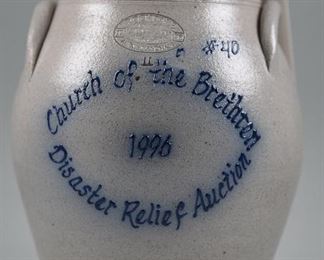 #40
Church of the Brethren
1996
Disaster Relief Auction